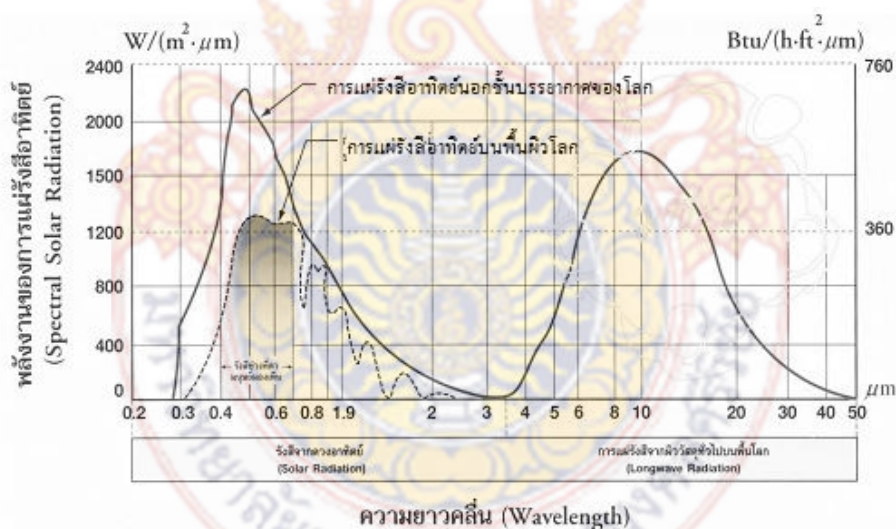 W/(m²·μm)
Btu/(h·ft²·μm)
พลังงานของการแผ่รังสีอาทิตย์
(Spectral Solar Radiation)
2400
2000
1500
1200
800
400
0
760
360
การแผ่รังสีอาทิตย์นอกชั้นบรรยากาศของโลก
การแผ่รังสีอาทิตย์บนพื้นผิวโลก
μm
0.2 0.3 0.4 0.6 0.8 1.9 2 3 4 5 6 8 10 20 30 40 50
รังสีจากดวงอาทิตย์
(Solar Radiation)
การแผ่รังสีจากผิววัสดุทั่วไปบนพื้นโลก
(Longwave Radiation)
ความยาวคลื่น (Wavelength)